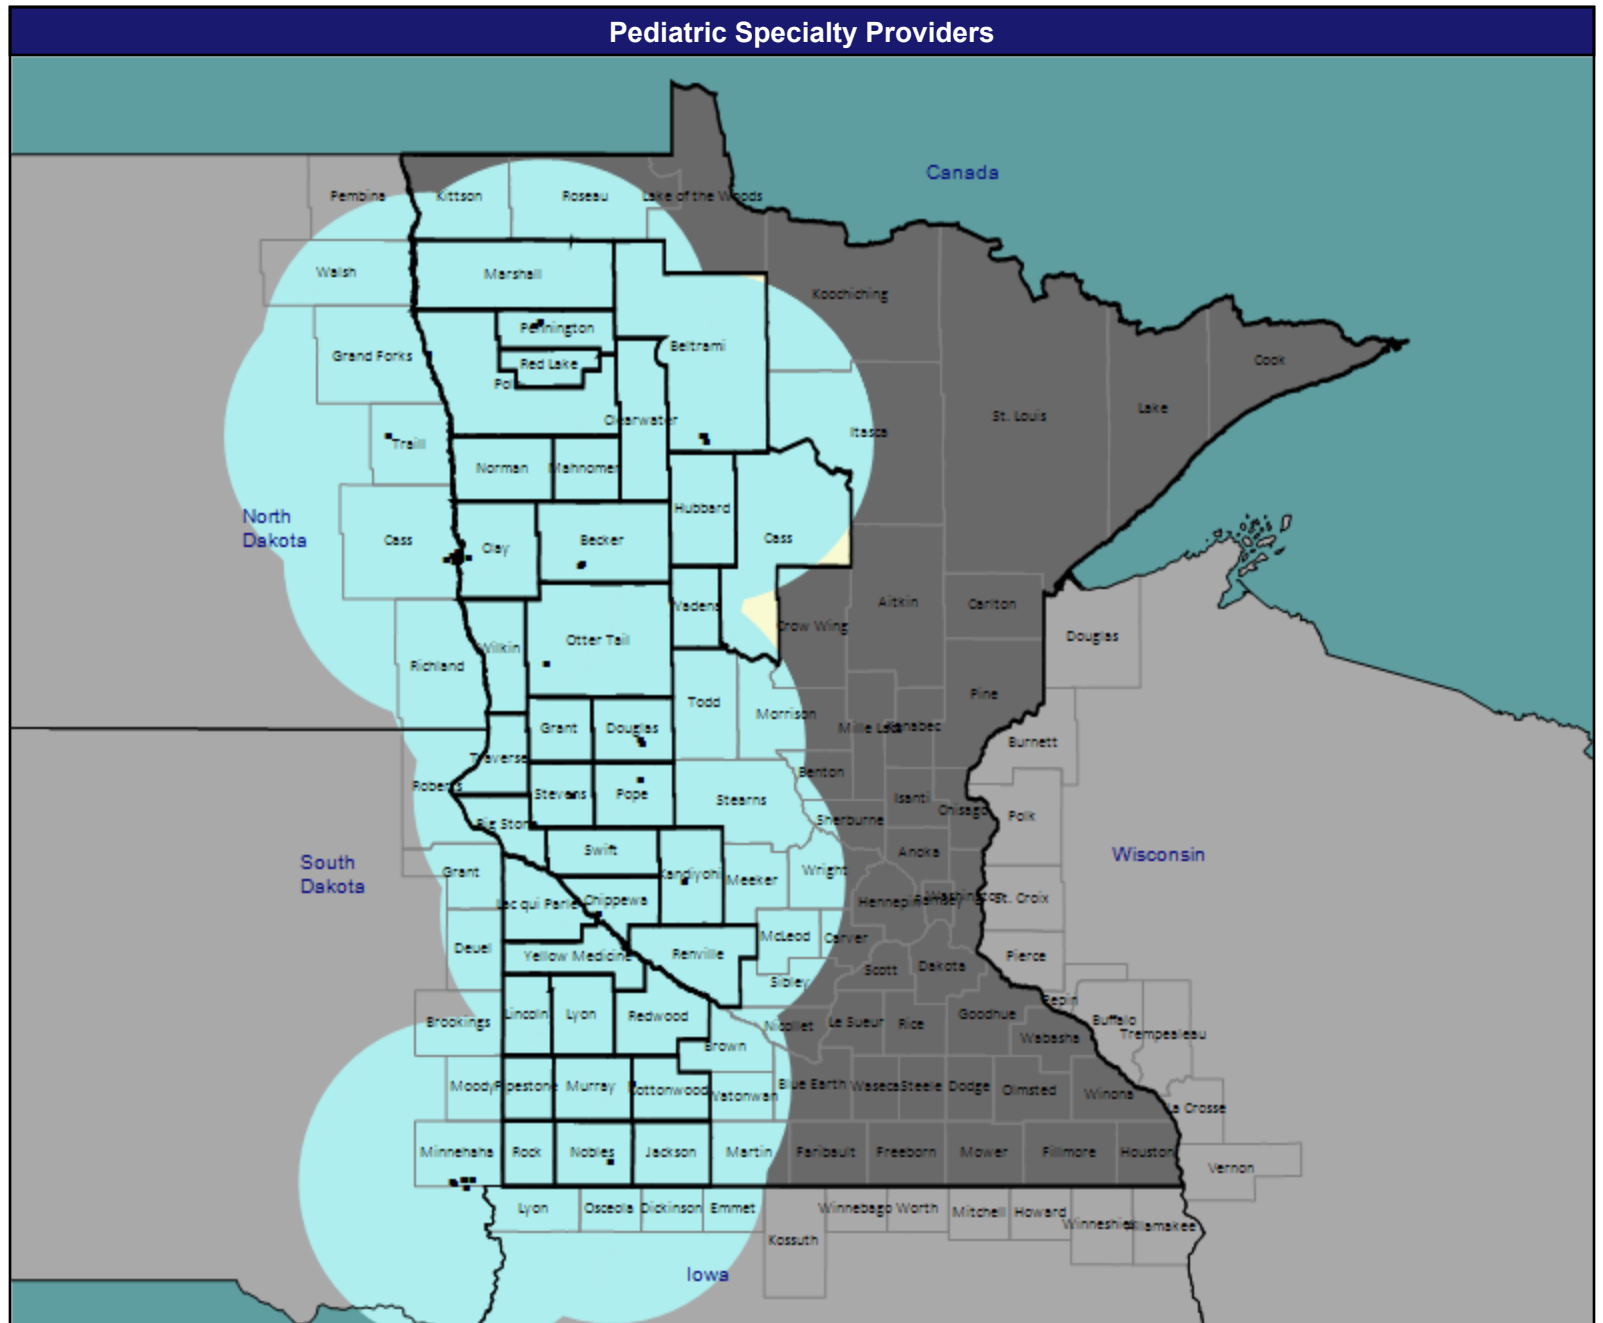 Pediatric Specialty Providers
Canada
Pembina
Kittson
Roseau
Lake of the Woods
Walsh
Marshall
Koochiching
Pennington
Beltrami
Grand Forks
Red Lake
Cook
Clearwater
Traill
Itasca
St. Louis
Lake
Norman
Mahnomen
Hubbard
North
Dakota
Cass
Clay
Becker
Cass
Aitkin
Carlton
Crow Wing
Douglas
Wilkin
Otter Tail
Richland
Todd
Morrison
Pine
Grant
Douglas
Mille Lacs
Kanabec
Burnett
Traverse
Benton
Roberts
Stevens
Pope
Stearns
Isanti
Chisago
Big Stone
Sherburne
Polk
Swift
Anoka
Wisconsin
South
Dakota
Grant
Kandiyohi
Meeker
Wright
Lac qui Parle
Chippewa
Hennepin
Ramsey
Washington
St. Croix
McLeod
Carver
Deuel
Yellow Medicine
Renville
Scott
Dakota
Pierce
Sibley
Pepin
Brookings
Lincoln
Lyon
Redwood
Nicollet
Le Sueur
Rice
Goodhue
Buffalo
Trempealeau
Wabasha
Brown
Moody
Pipestone
Murray
Cottonwood
Watonwan
Blue Earth
Waseca
Steele
Dodge
Olmsted
Winona
La Crosse
Minnehaha
Rock
Nobles
Jackson
Martin
Faribault
Freeborn
Mower
Fillmore
Houston
Vernon
Lyon
Osceola
Dickinson
Emmet
Winnebago
Worth
Mitchell
Howard
Winneshiek
Allamakee
Kossuth
Iowa